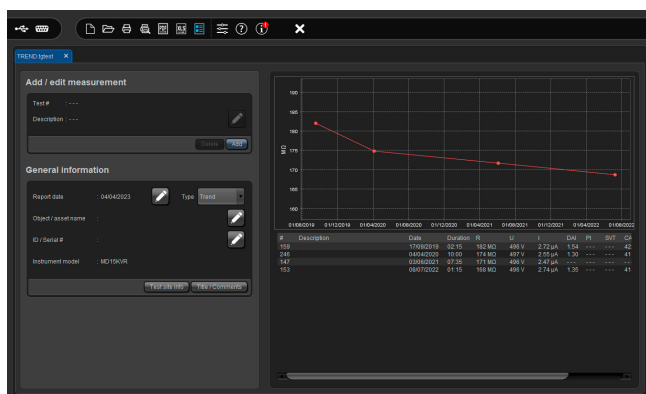 PDF
XLS
TREND.tgtest ×
Add / edit measurement
Test # : ---
Description : ---
Delete Add
General information
Report date : 04/04/2023 Type Trend
Object / asset name :
ID / Serial # :
Instrument model : MD15KVR
Test site info Title / Comments
190
185
180
MΩ 175
170
165
160
01/08/2019 01/12/2019 01/04/2020 01/08/2020 01/12/2020 01/04/2021 01/08/2021 01/12/2021 01/04/2022 01/08/2022
# Description Date Duration R U I DAI PI SVT CA
159 17/09/2019 02:15 182 MΩ 496 V 2.72 µA 1.54 --- --- 42
246 04/04/2020 10:00 174 MΩ 497 V 2.55 µA 1.30 --- --- 41
147 03/06/2021 07:35 171 MΩ 496 V 2.47 µA --- --- --- --
153 08/07/2022 01:15 168 MΩ 496 V 2.74 µA 1.35 --- --- 41